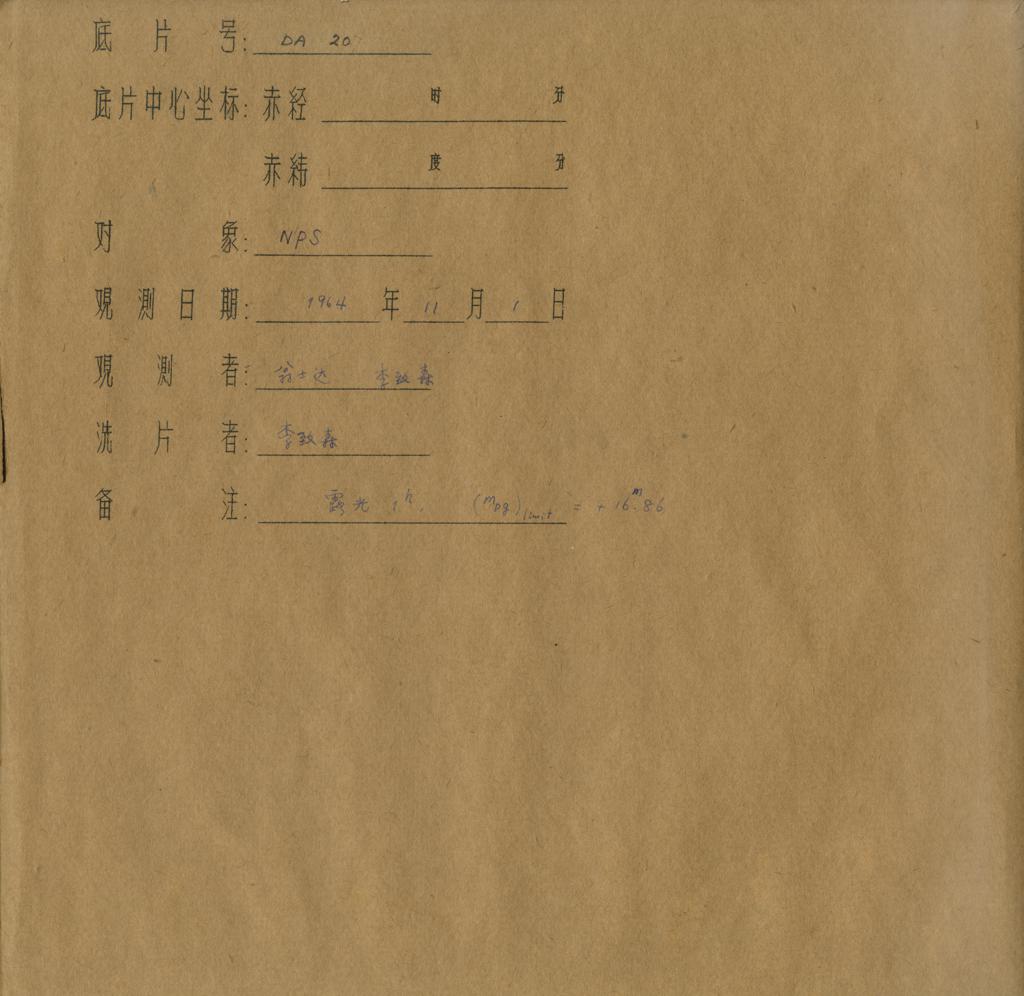 底片号: DA 20
底片中心坐标: 赤经 时 分
赤纬 度 分
对象: NPS
观测日期: 1964 年 11 月 1 日
观测者: 翁士达 李致森
洗片者: 李致森
备注: 露光 1ʰ. (mpg)limit = +16ᵐ.86